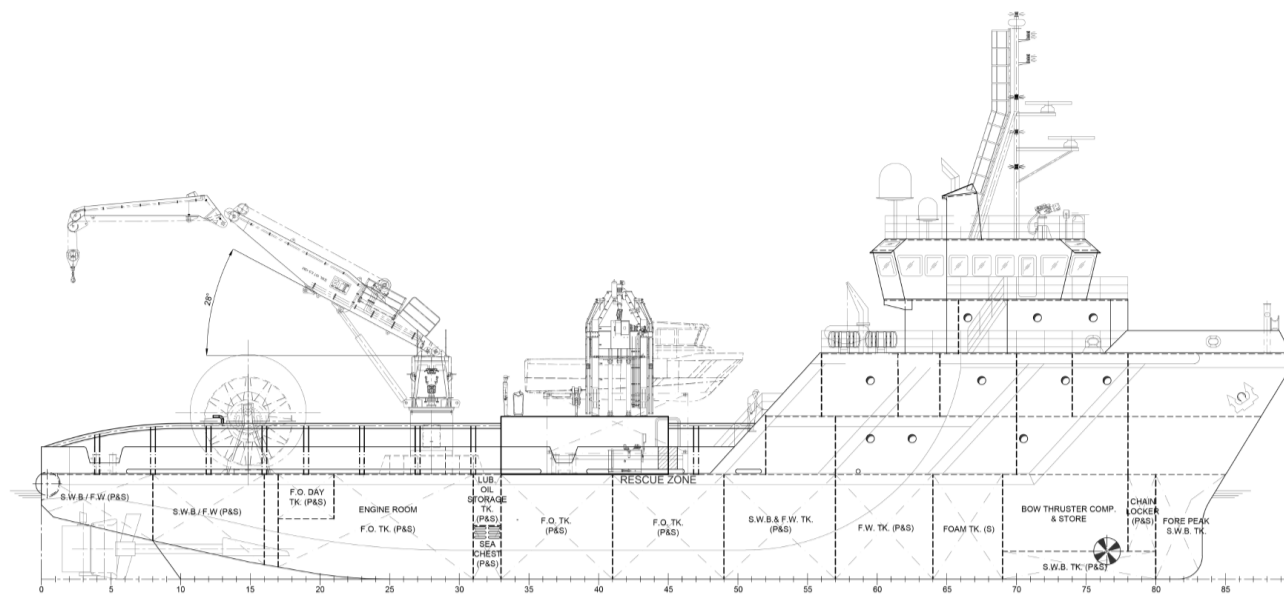 28°
RESCUE ZONE
S.W.B / F.W (P&S)
S.W.B / F.W (P&S)
F.O. DAY
TK. (P&S)
ENGINE ROOM
F.O. TK. (P&S)
LUB.
OIL
STORAGE
TK.
(P&S)
SEA
CHEST
(P&S)
F.O. TK.
(P&S)
F.O. TK.
(P&S)
S.W.B.& F.W. TK.
(P&S)
F.W. TK. (P&S)
FOAM TK. (S)
BOW THRUSTER COMP.
& STORE
S.W.B. TK. (P&S)
CHAIN
LOCKER
(P&S)
FORE PEAK
S.W.B. TK.
0 5 10 15 20 25 30 35 40 45 50 55 60 65 70 75 80 85